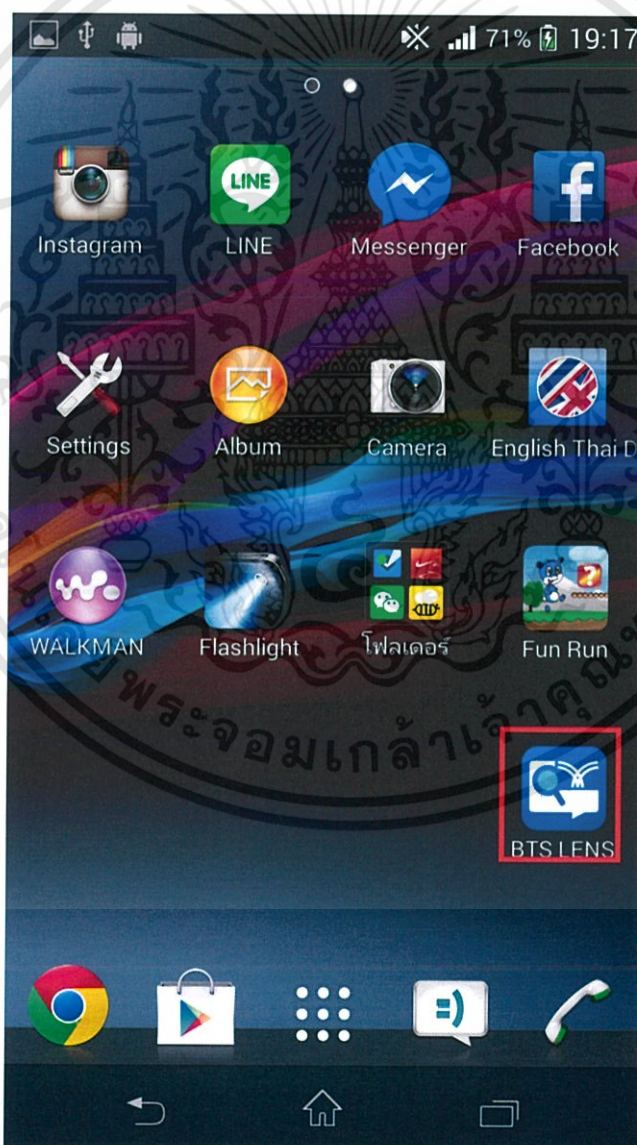 71% 19:17
Instagram LINE Messenger Facebook
LINE
Settings Album Camera English Thai D
WALKMAN Flashlight โฟลเดอร์ Fun Run
พระจอมเกล้าเจ้าคุณ
BTS LENS